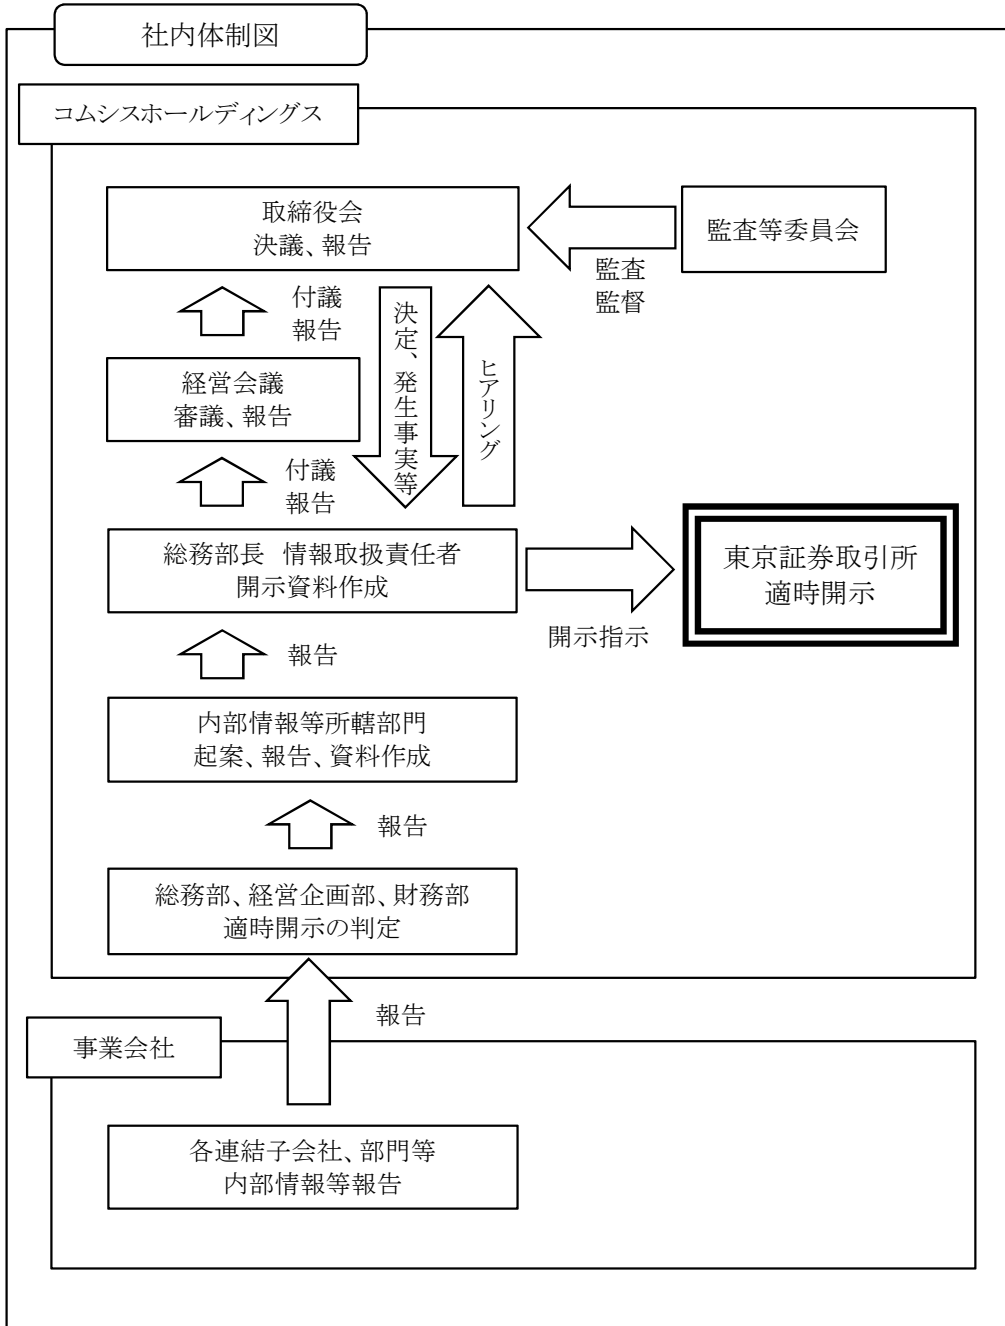 社内体制図
コムシスホールディングス
取締役会
決議、報告
監査等委員会
監査
監督
付議
報告
決定、発生事実等
ヒアリング
経営会議
審議、報告
付議
報告
総務部長　情報取扱責任者
開示資料作成
東京証券取引所
適時開示
開示指示
報告
内部情報等所轄部門
起案、報告、資料作成
報告
総務部、経営企画部、財務部
適時開示の判定
報告
事業会社
各連結子会社、部門等
内部情報等報告